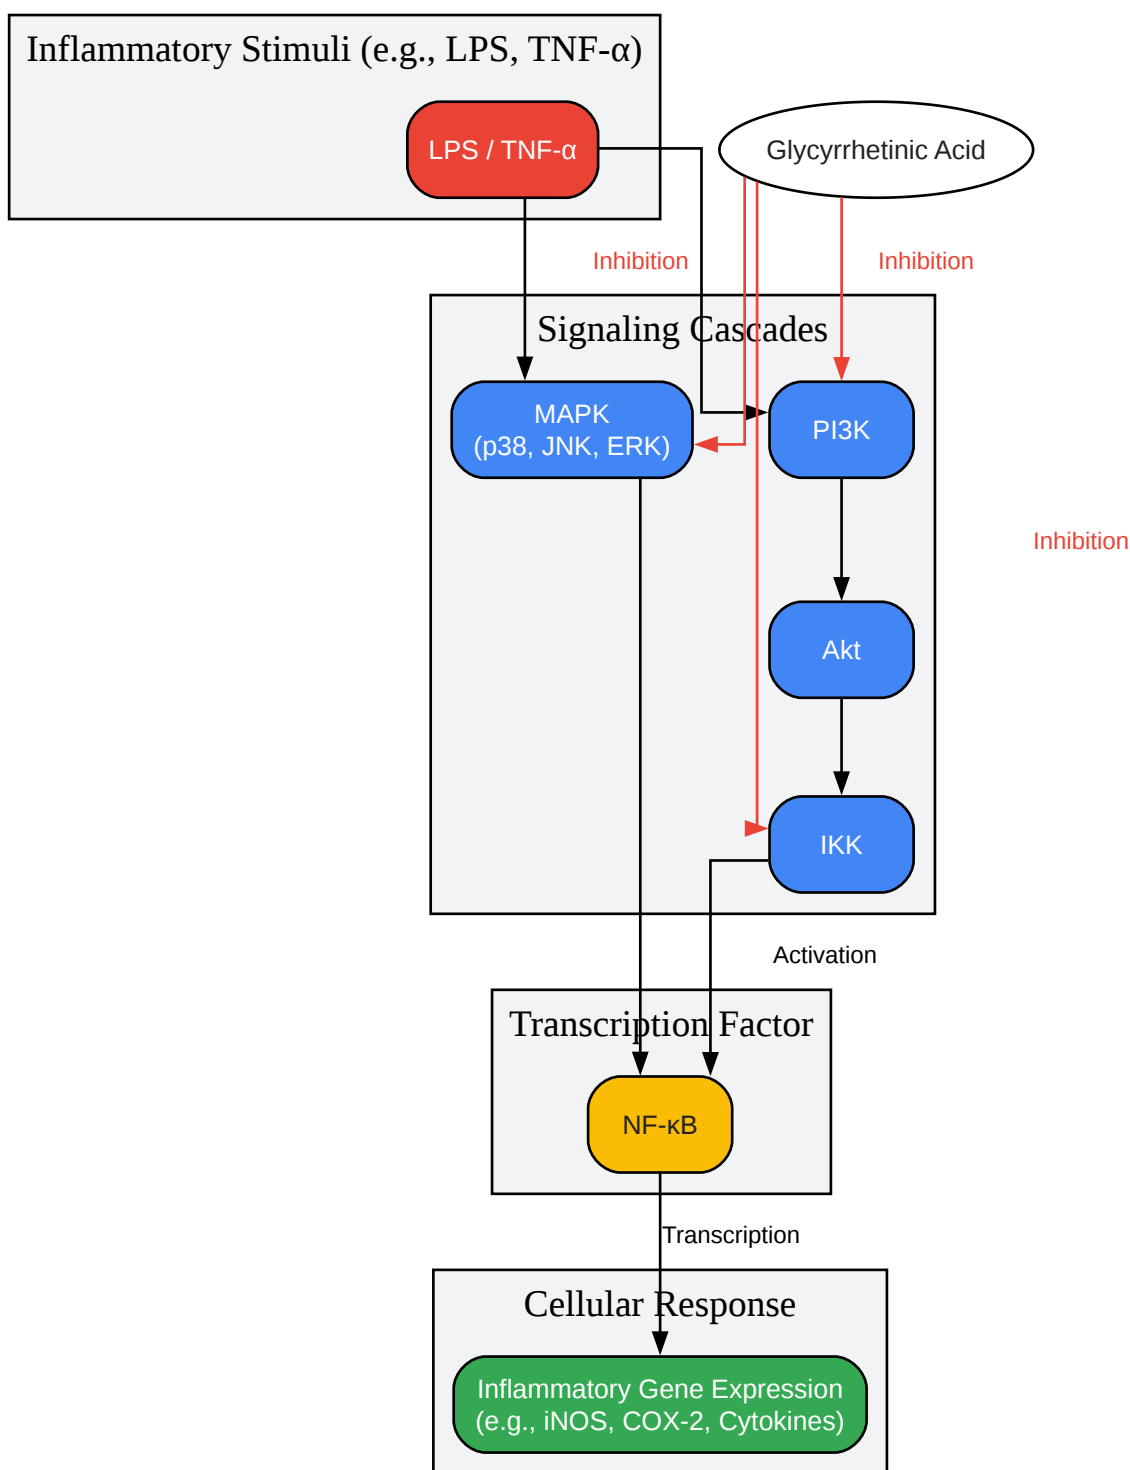 Inflammatory Stimuli (e.g., LPS, TNF-α)
LPS / TNF-α
Glycyrrhetinic Acid
Inhibition
Inhibition
Signaling Cascades
MAPK
(p38, JNK, ERK)
PI3K
Inhibition
Akt
IKK
Activation
Transcription Factor
NF-κB
Transcription
Cellular Response
Inflammatory Gene Expression
(e.g., iNOS, COX-2, Cytokines)